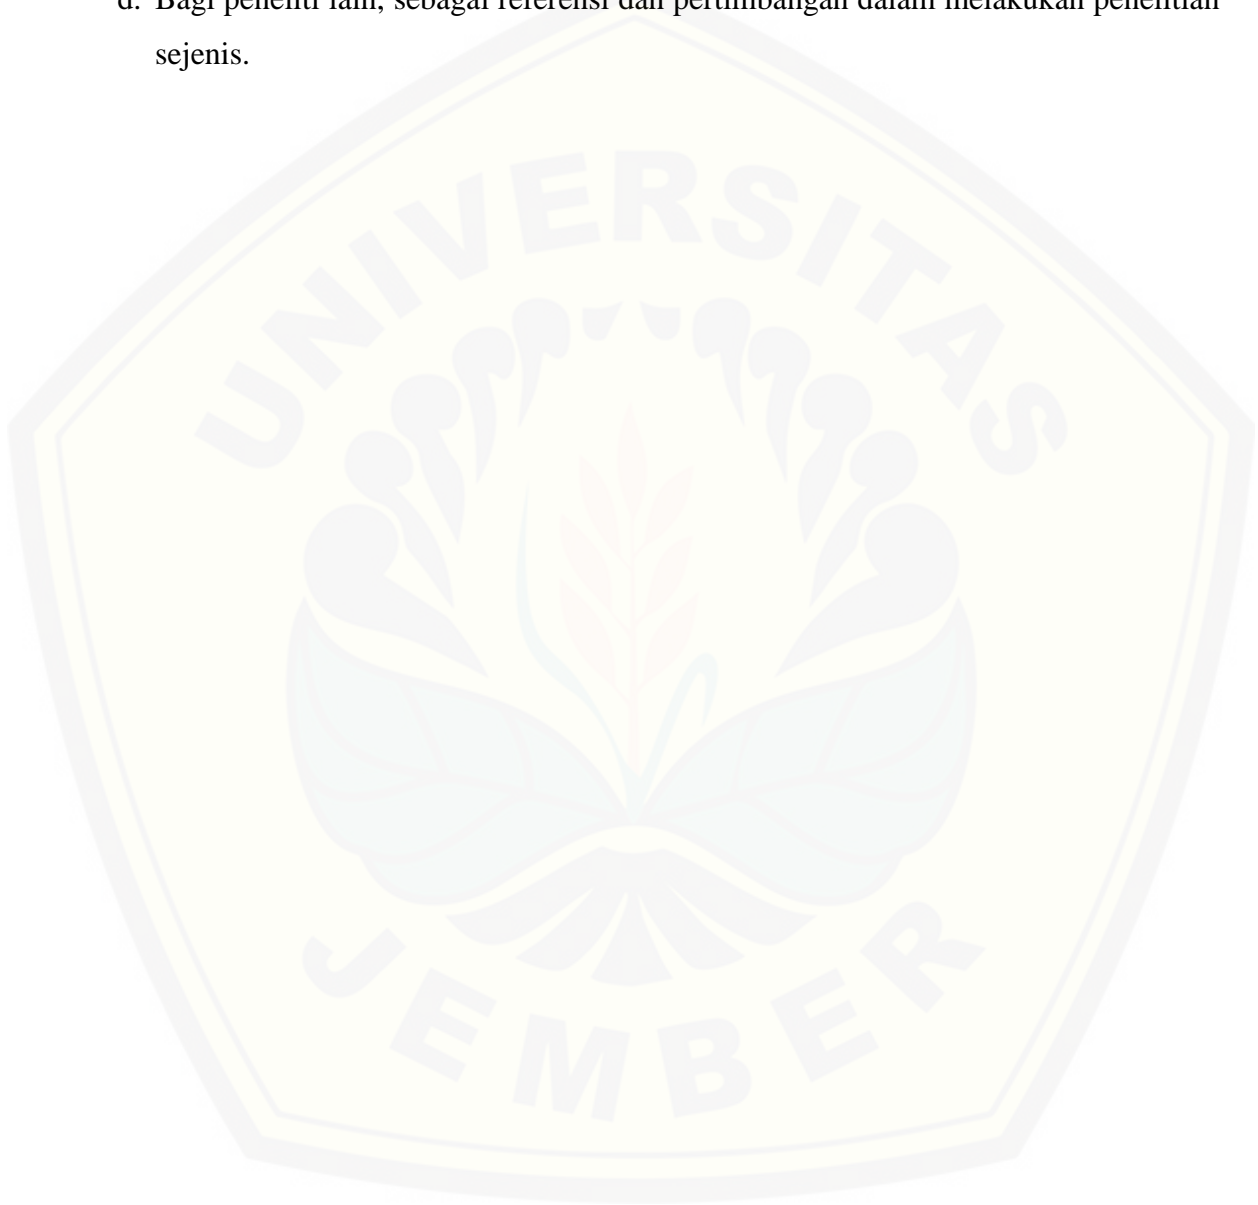 d. Bagi peneliti lain, sebagai referensi dan pertimbangan dalam melakukan penelitian
sejenis.
UNIVERSITAS
JEMBER